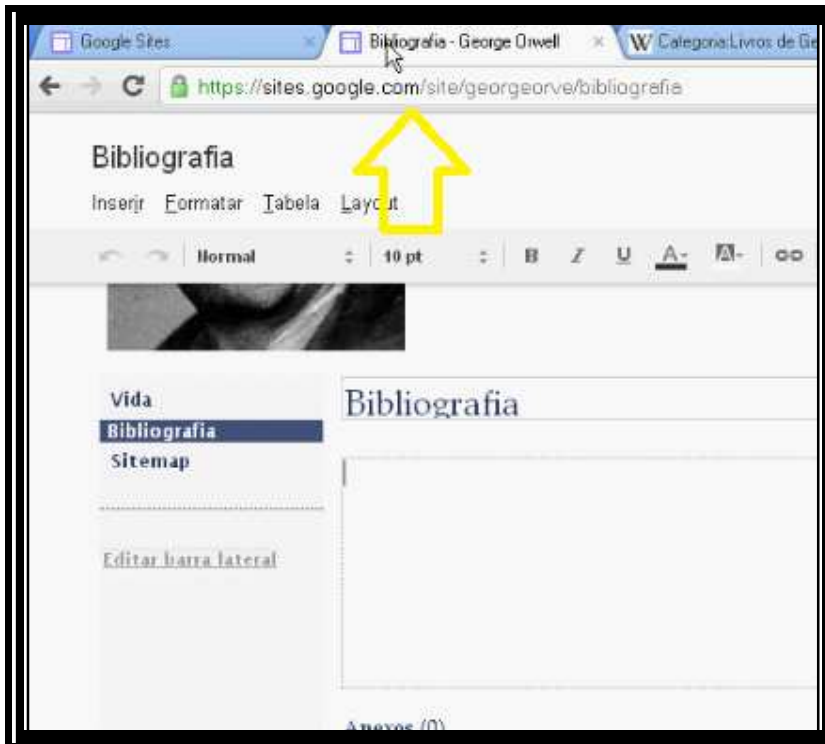 Google Sites Bibliografia - George Orwell Categoria:Livros de Ge
https://sites.google.com/site/georgeorve/bibliografia
Bibliografia
Inserir Formatar Tabela Layout
Normal 10 pt B I U A A
Vida
Bibliografia
Sitemap
Editar barra lateral
Bibliografia
Anexos (0)